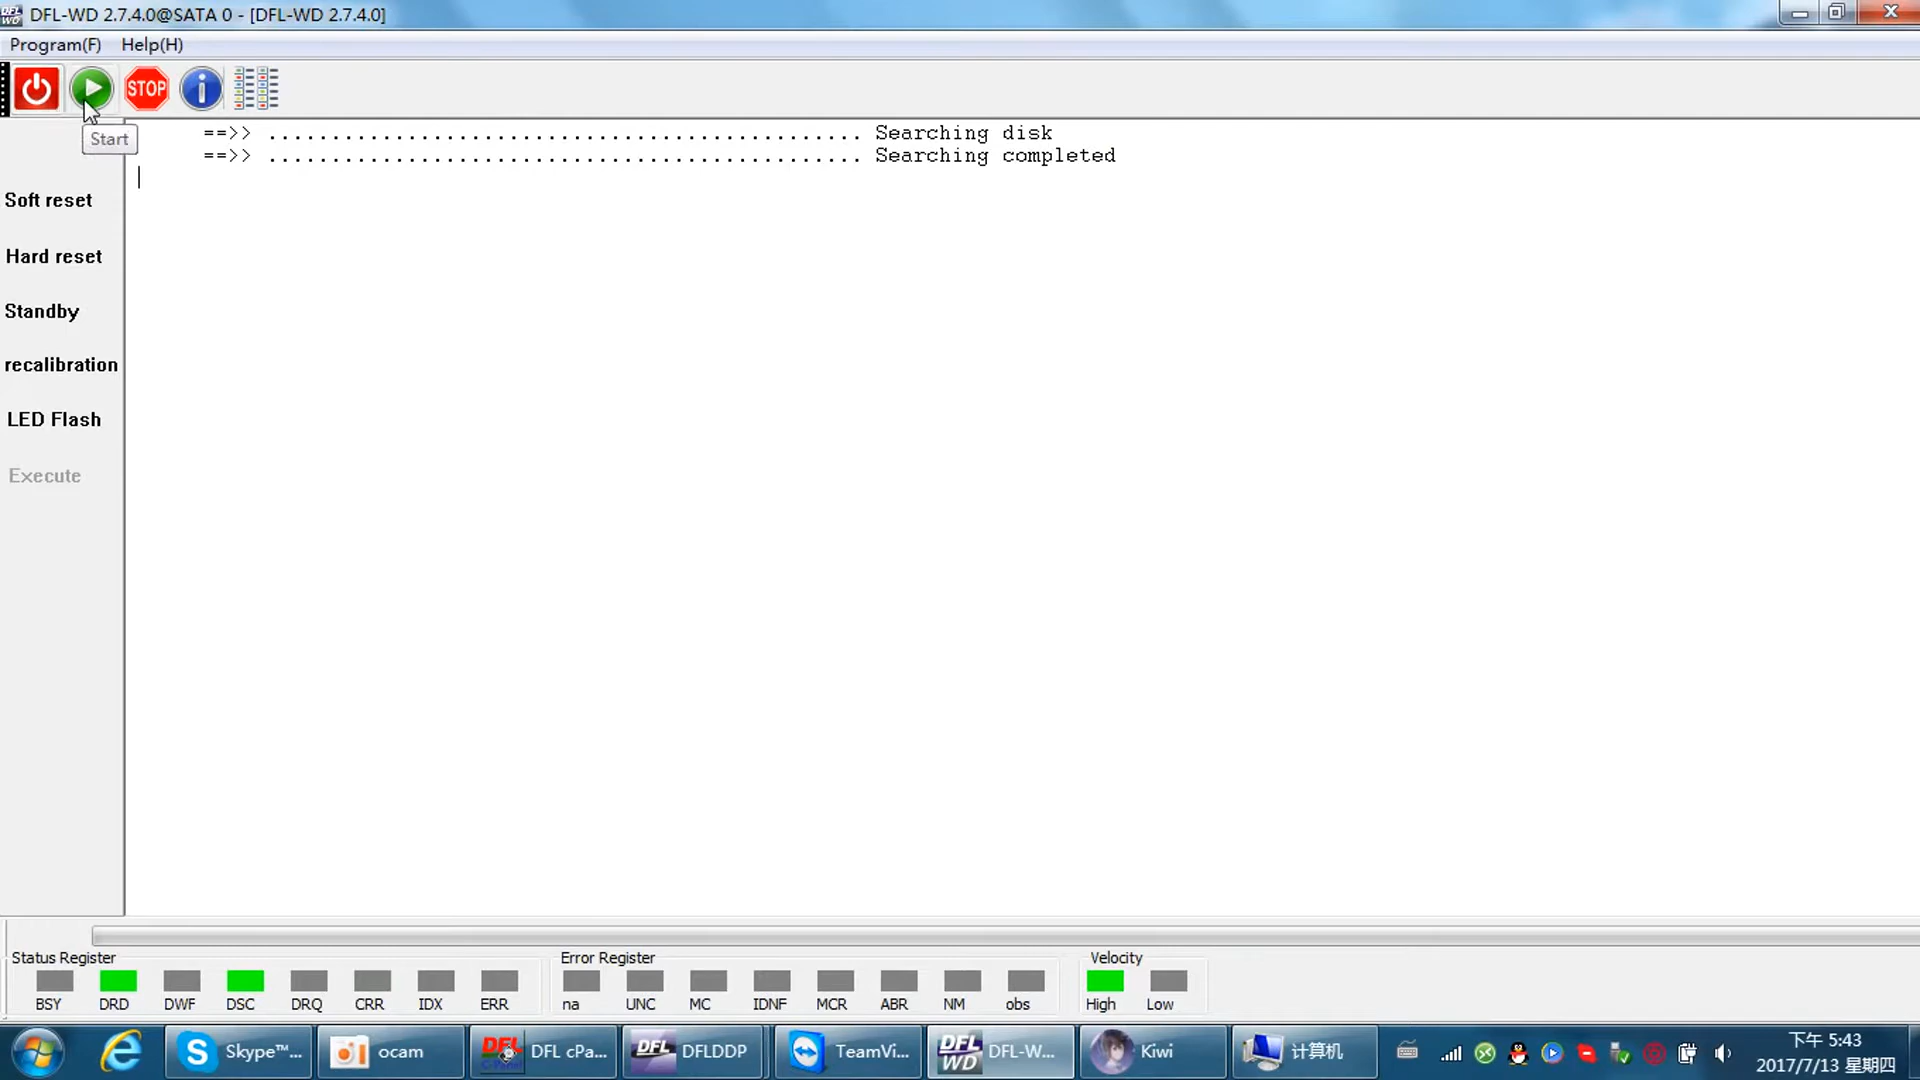 DFL-WD 2.7.4.0@SATA 0 - [DFL-WD 2.7.4.0]
Program(F) Help(H)
STOP
Start
==>> ............................................... Searching disk
==>> ............................................... Searching completed
Soft reset
Hard reset
Standby
recalibration
LED Flash
Execute
Status Register Error Register Velocity
BSY DRD DWF DSC DRQ CRR IDX ERR na UNC MC IDNF MCR ABR NM obs High Low
Skype™... ocam DFL cPa... DFL DFLDDP TeamVi... DFL WD DFL-W... Kiwi 计算机
下午 5:43
2017/7/13 星期四